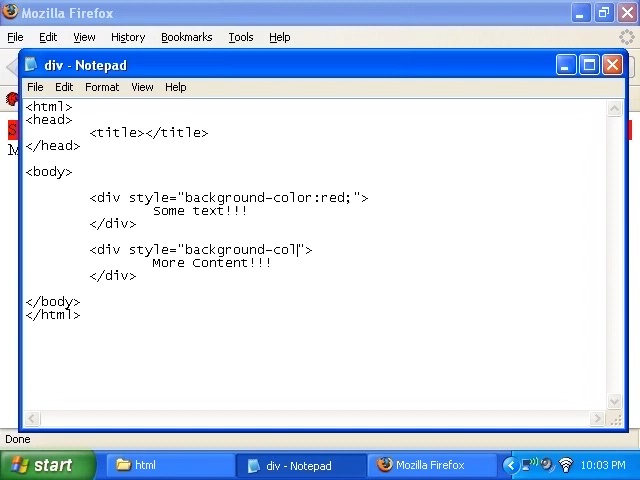 Mozilla Firefox
File Edit View History Bookmarks Tools Help
div - Notepad
File Edit Format View Help
<html>
<head>
<title></title>
</head>
<body>
<div style="background-color:red;">
Some text!!!
</div>
<div style="background-col">
More Content!!!
</div>
</body>
</html>
S
M
Done
start html div - Notepad Mozilla Firefox 10:03 PM